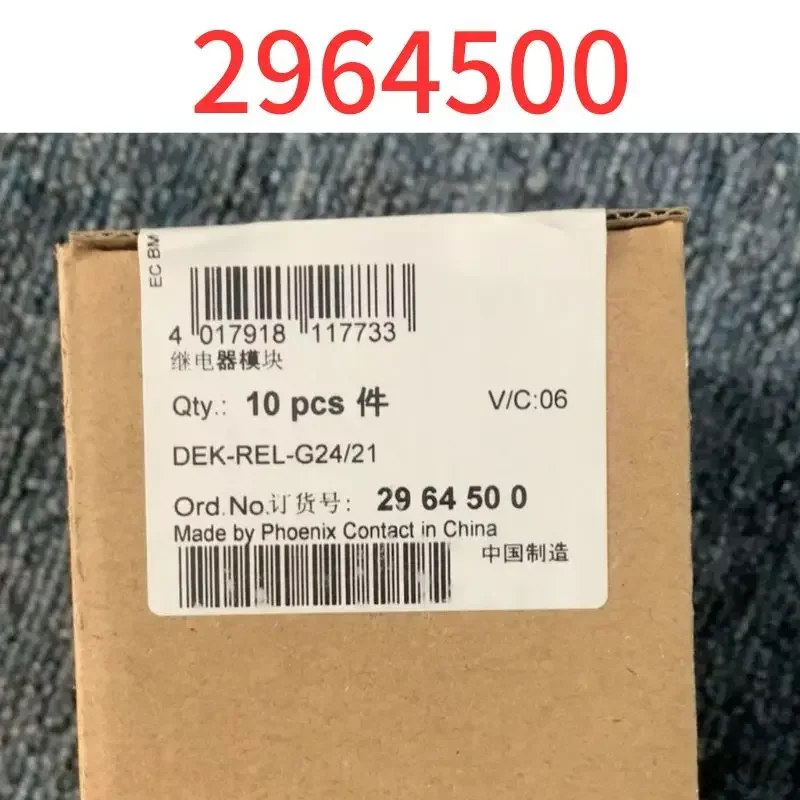 2964500
EC BM
4 017918 117733
继电器模块
Qty.: 10 pcs 件 V/C:06
DEK-REL-G24/21
Ord.No.订货号: 29 64 50 0
Made by Phoenix Contact in China
中国制造